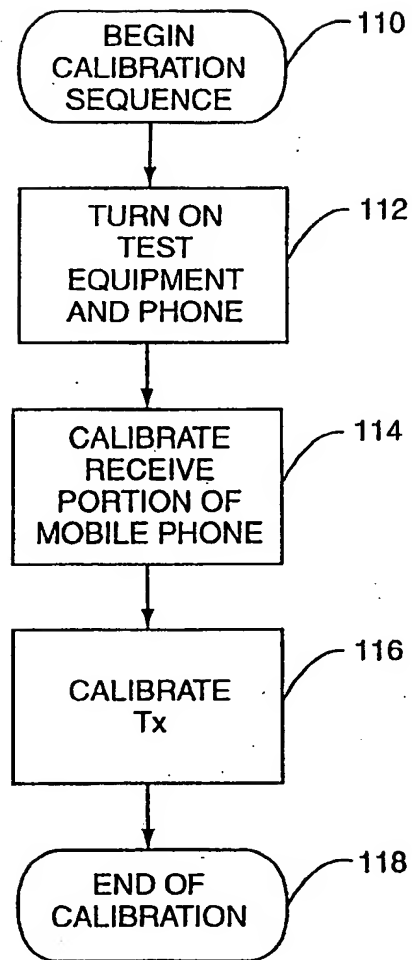 BEGIN
CALIBRATION
SEQUENCE
110
TURN ON
TEST
EQUIPMENT
AND PHONE
112
CALIBRATE
RECEIVE
PORTION OF
MOBILE PHONE
114
CALIBRATE
Tx
116
END OF
CALIBRATION
118